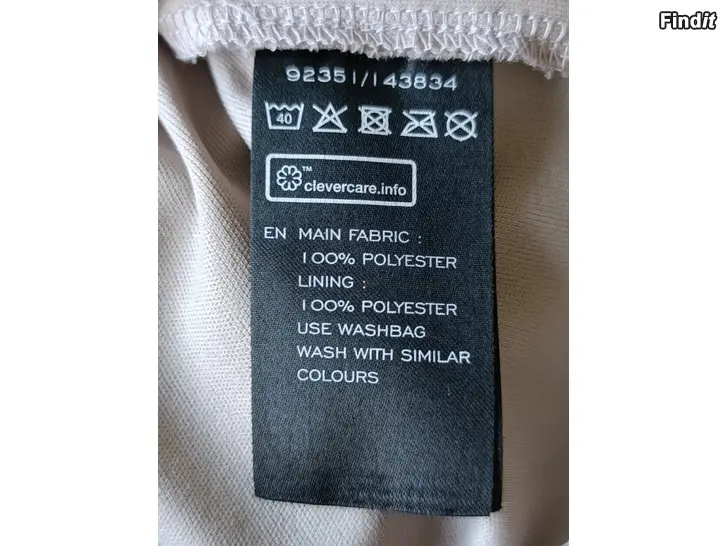 Findit
92351/143834
40
TM
clevercare.info
EN MAIN FABRIC :
100% POLYESTER
LINING :
100% POLYESTER
USE WASHBAG
WASH WITH SIMILAR
COLOURS